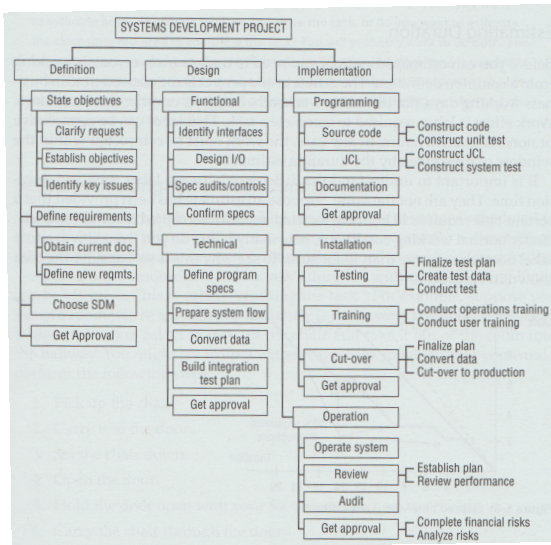 SYSTEMS DEVELOPMENT PROJECT
Definition
State objectives
Clarify request
Establish objectives
Identify key issues
Define requirements
Obtain current doc.
Define new reqmts.
Choose SDM
Get Approval
Design
Functional
Identify interfaces
Design I/O
Spec audits/controls
Confirm specs
Technical
Define program
specs
Prepare system flow
Convert data
Build integration
test plan
Get approval
Implementation
Programming
Source code
Construct code
Construct unit test
JCL
Construct JCL
Construct system test
Documentation
Get approval
Installation
Testing
Finalize test plan
Create test data
Conduct test
Training
Conduct operations training
Conduct user training
Cut-over
Finalize plan
Convert data
Cut-over to production
Get approval
Operation
Operate system
Review
Establish plan
Review performance
Audit
Get approval
Complete financial risks
Analyze risks